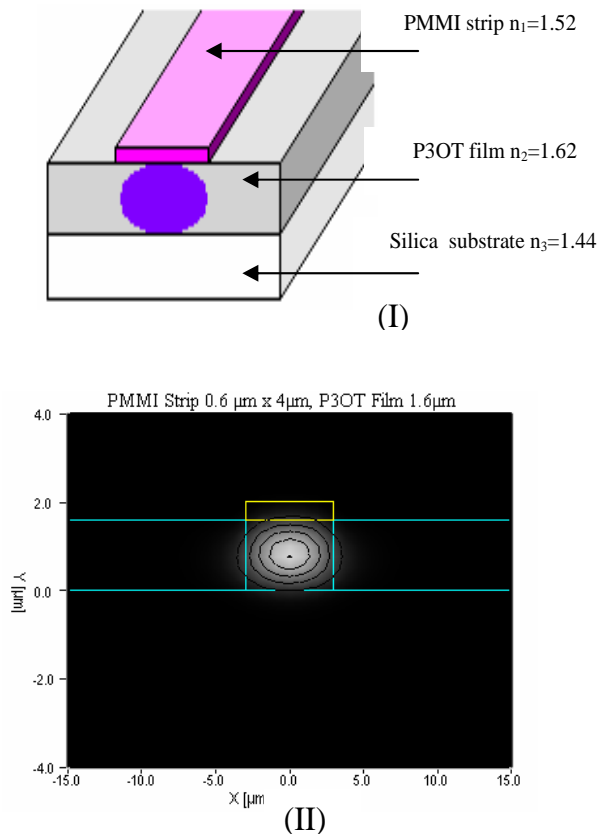 PMMI strip n₁=1.52
P3OT film n₂=1.62
Silica substrate n₃=1.44
(I)
PMMI Strip 0.6 µm x 4µm, P3OT Film 1.6µm
4.0
2.0
0.0
-2.0
-4.0
Y [µm]
-15.0 -10.0 -5.0 0.0 5.0 10.0 15.0
X [µm
(II)